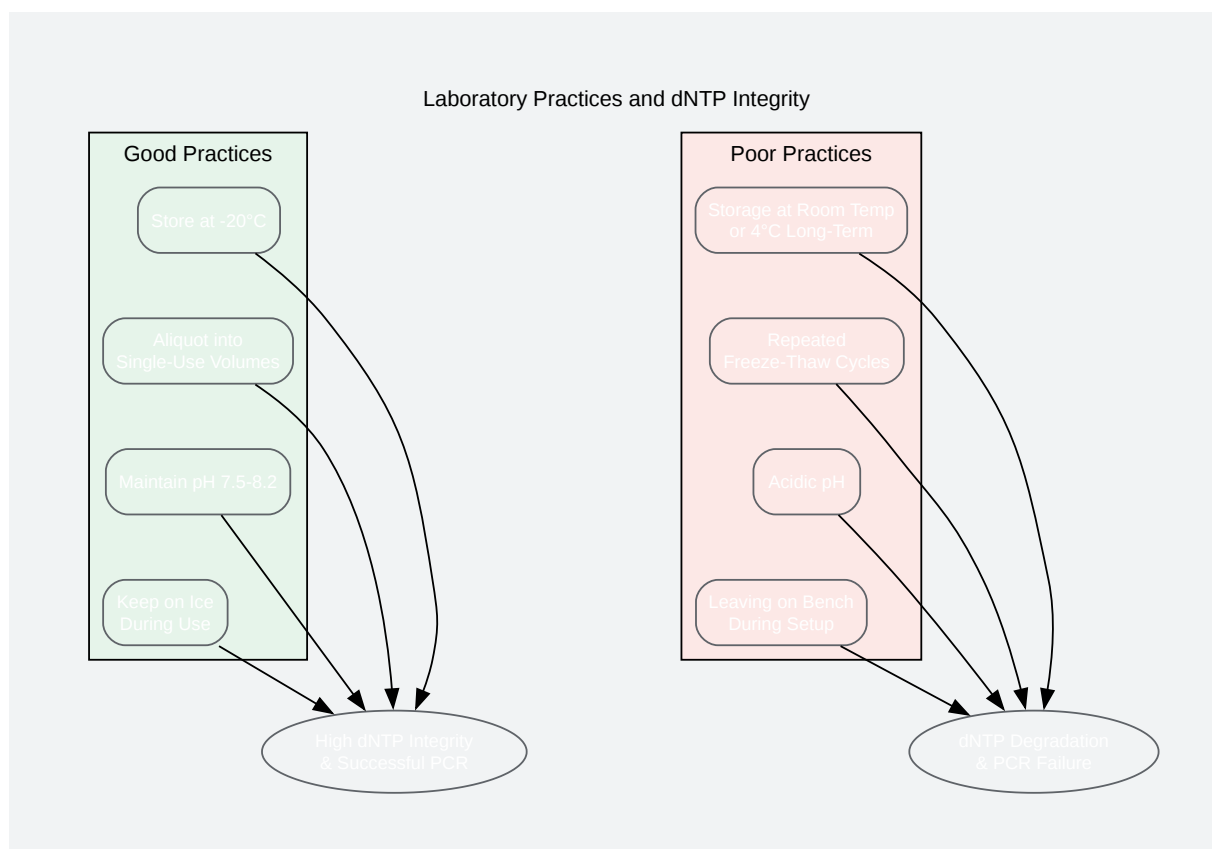 Laboratory Practices and dNTP Integrity
Good Practices
Store at -20°C
Aliquot into
Single-Use Volumes
Maintain pH 7.5-8.2
Keep on Ice
During Use
High dNTP Integrity
& Successful PCR
Poor Practices
Storage at Room Temp
or 4°C Long-Term
Repeated
Freeze-Thaw Cycles
Acidic pH
Leaving on Bench
During Setup
dNTP Degradation
& PCR Failure